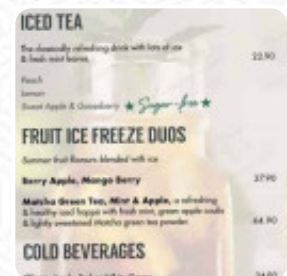 ICED TEA
The classically refreshing drink with lots of ice
& fresh mint leaves. 22.90
Peach
Lemon
Sweet Apple & Gooseberry ★ Sugar-free ★
FRUIT ICE FREEZE DUOS
Summer fruit flavours blended with ice
Berry Apple, Mango Berry 37.90
Matcha Green Tea, Mint & Apple, a refreshing
& healthy iced frappe with fresh mint, green apple
& lightly sweetened Matcha green tea powder. 44.90
COLD BEVERAGES